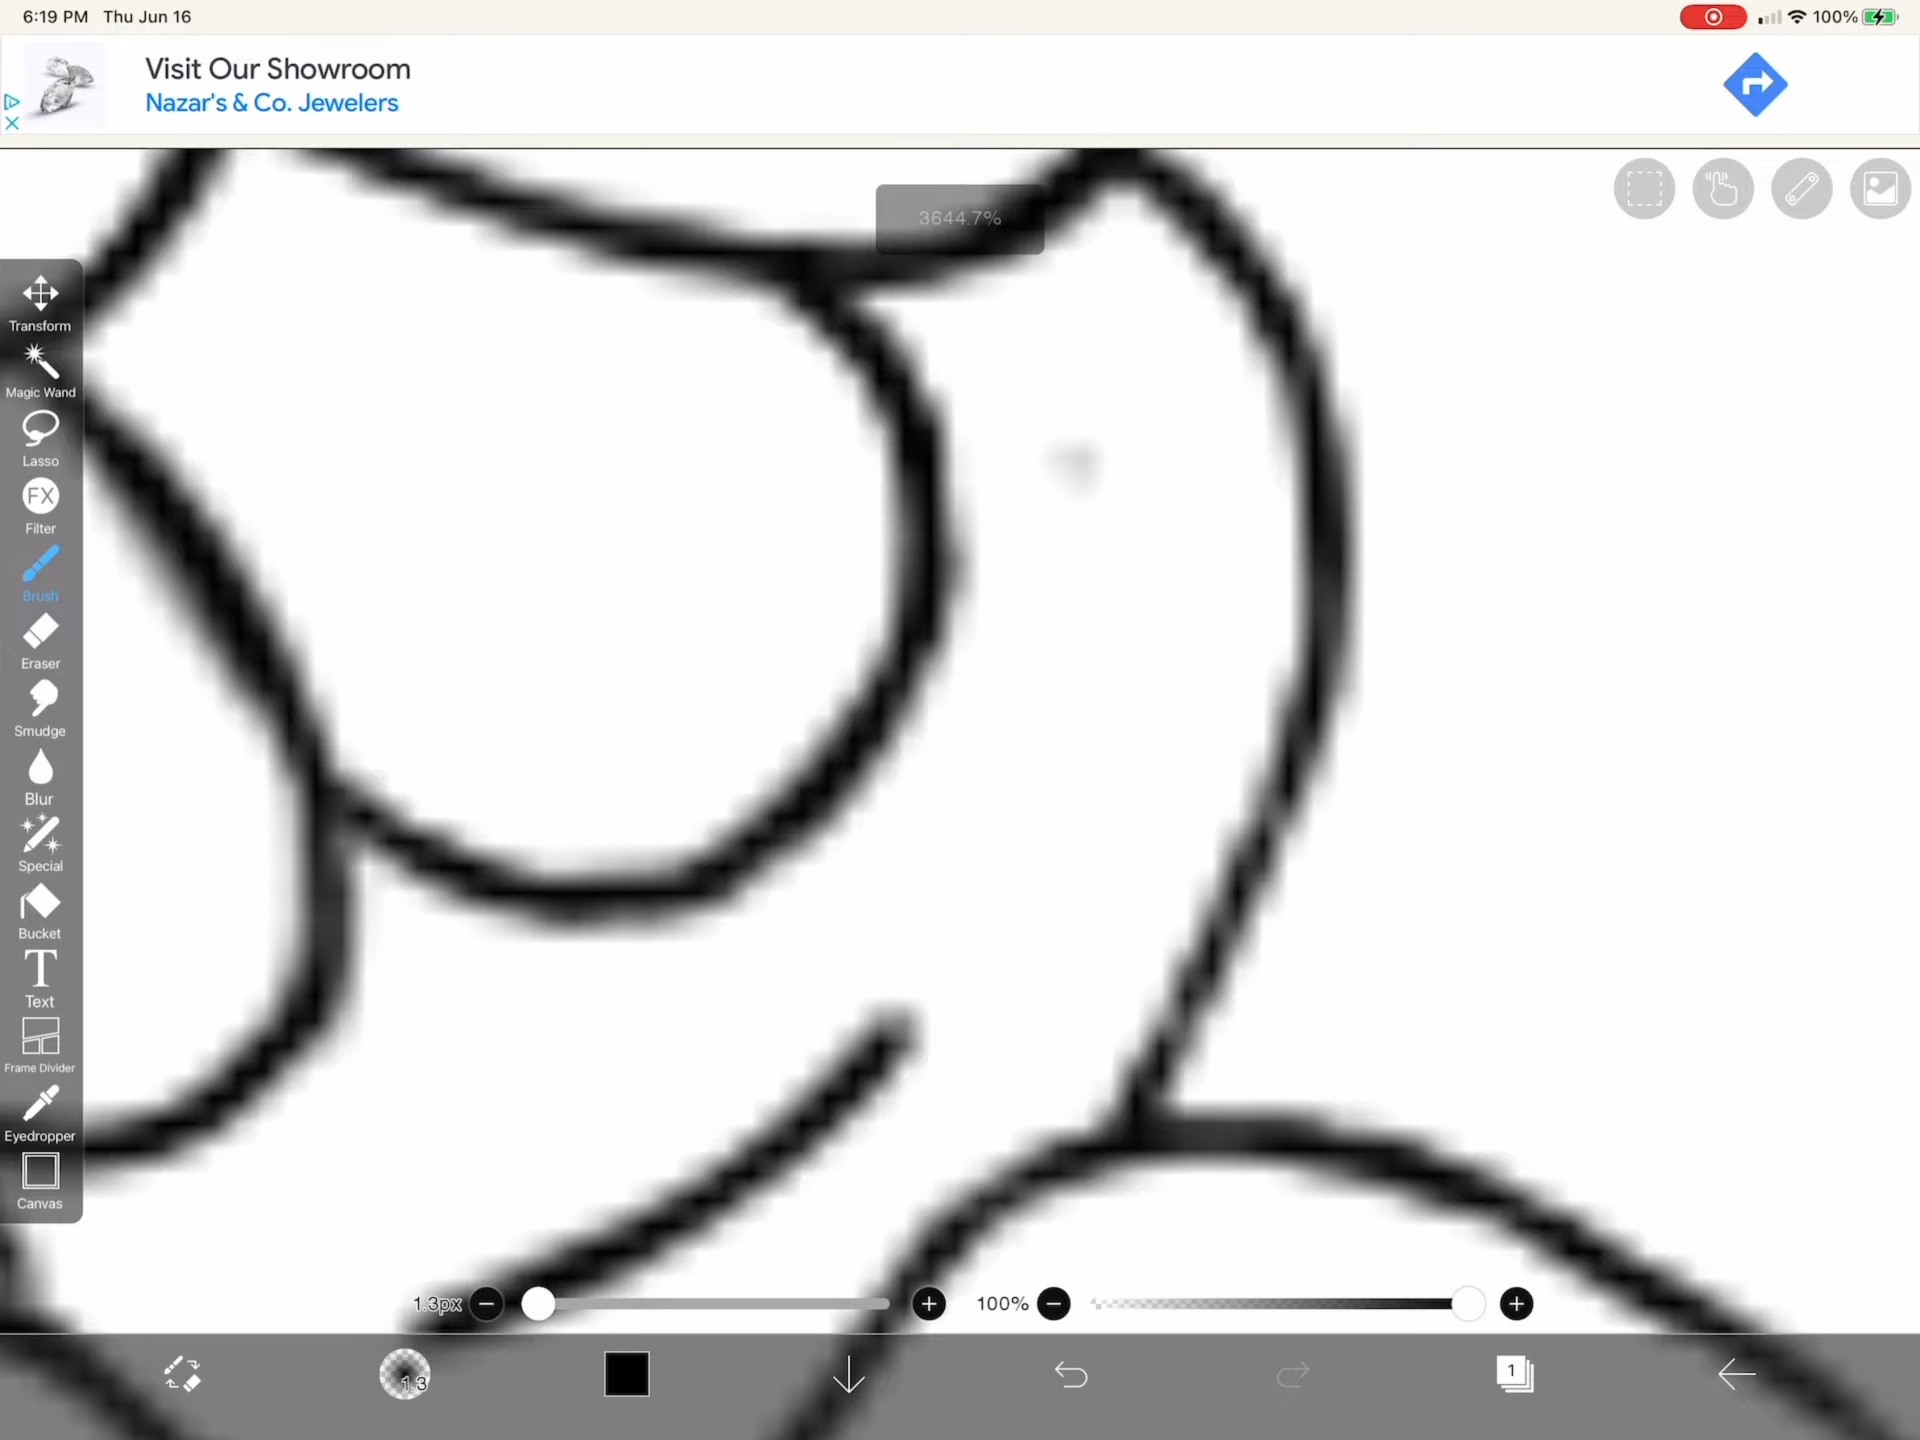 6:19 PM Thu Jun 16
100%
Visit Our Showroom
Nazar's & Co. Jewelers
3644.7%
Transform
Magic Wand
Lasso
FX
Filter
Brush
Eraser
Smudge
Blur
Special
Bucket
T
Text
Frame Divider
Eyedropper
Canvas
1.3px
100%
1.3
1